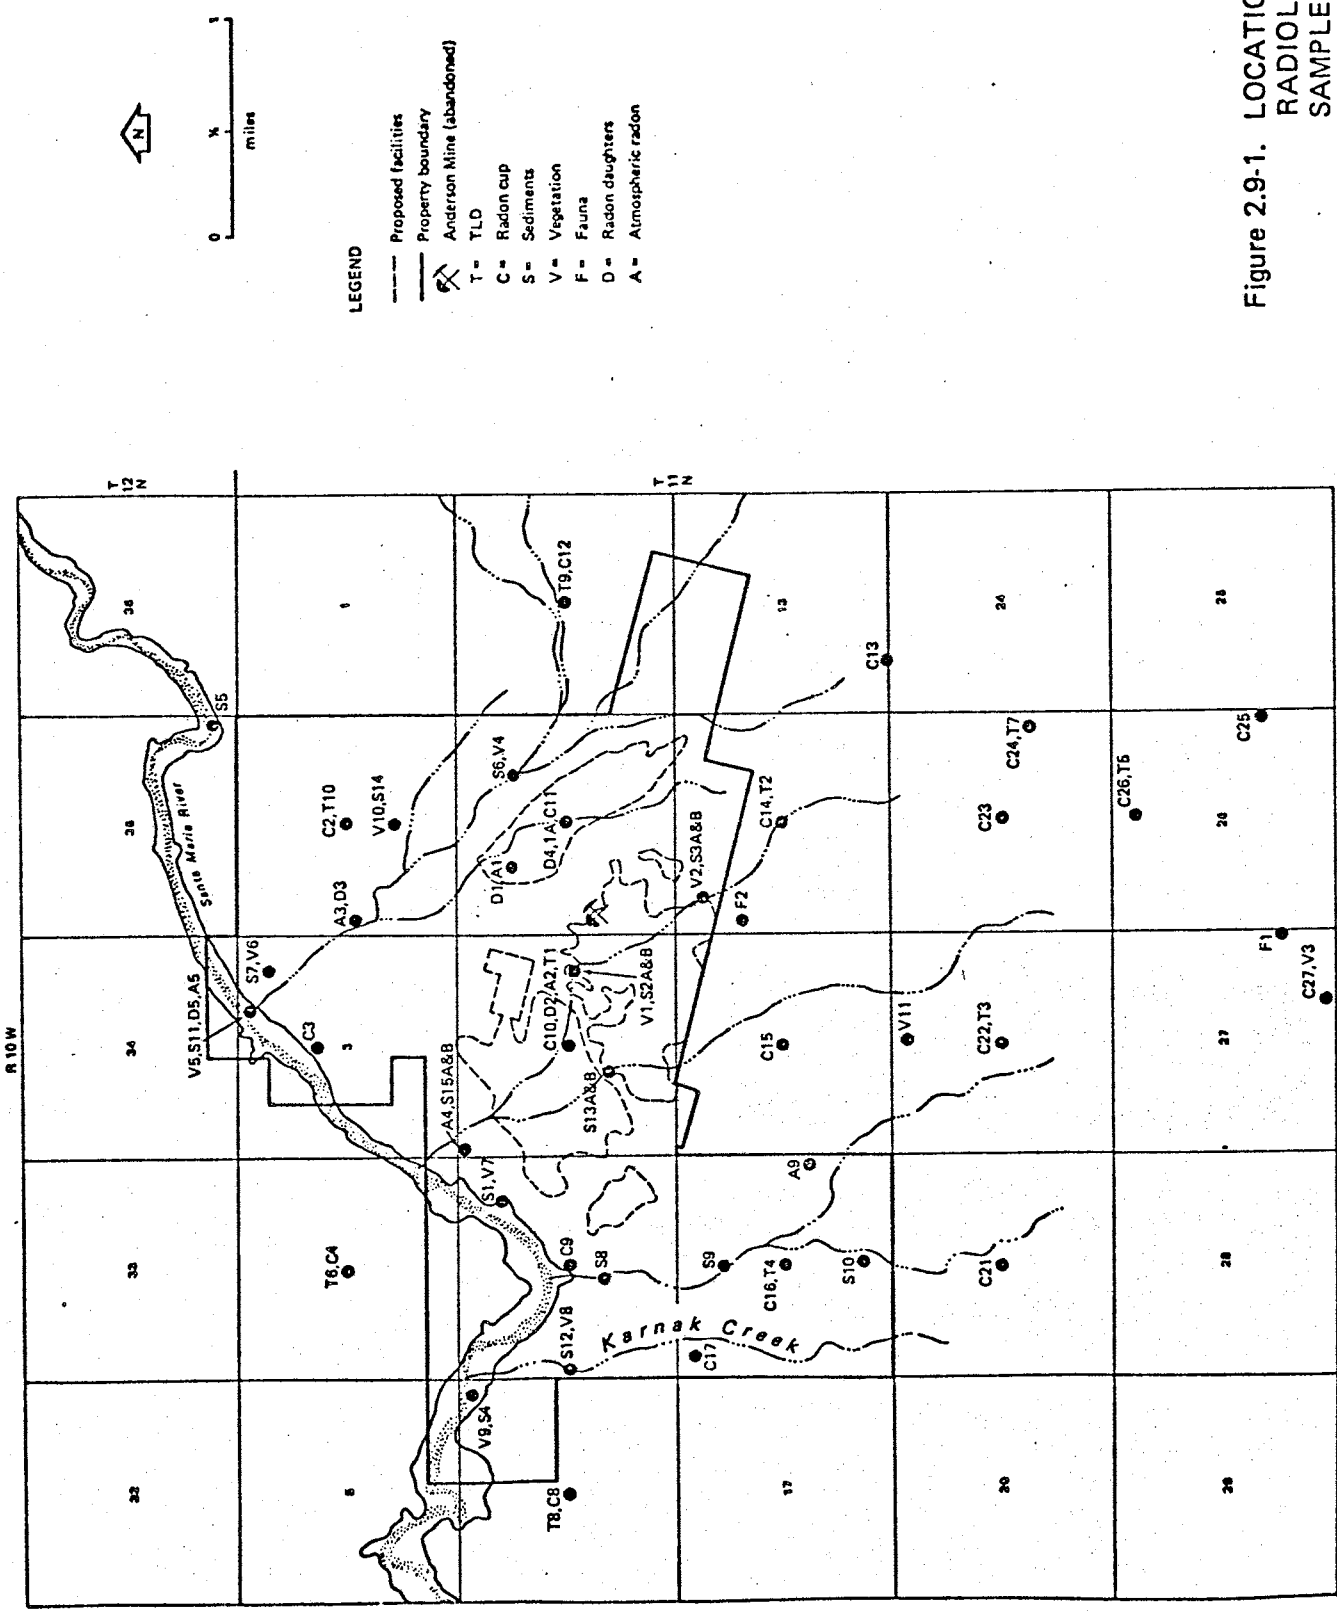 R 10 W
T
12
N
T
11
N
36
35
34
33
32
1
3
5
13
17
24
20
25
26
27
28
29
Santa Maria River
Karnak Creek
S5
C2,T10
V10,S14
A3,D3
S7,V6
V5,S11,D5,A5
C3
T6,C4
T9,C12
S6,V4
D4,1A,C11
D1,A1
C10,D2,A2,T1
V1,S2A&B
V2,S3A&B
F2
A4,S15A&B
S13A&B
S1,V7
C9
S8
S12,V8
V9,S4
T8,C8
C13
C14,T2
C15
A9
S9
C16,T4
S10
C17
V11
C22,T3
C21
C23
C24,T7
C25
C26,T5
F1
C27,V3
N
0 ½ 1
miles
LEGEND
Proposed facilities
Property boundary
Anderson Mine (abandoned)
T = TLD
C = Radon cup
S = Sediments
V = Vegetation
F = Fauna
D = Radon daughters
A = Atmospheric radon
Figure 2.9-1. LOCATIO
RADIOL
SAMPLE